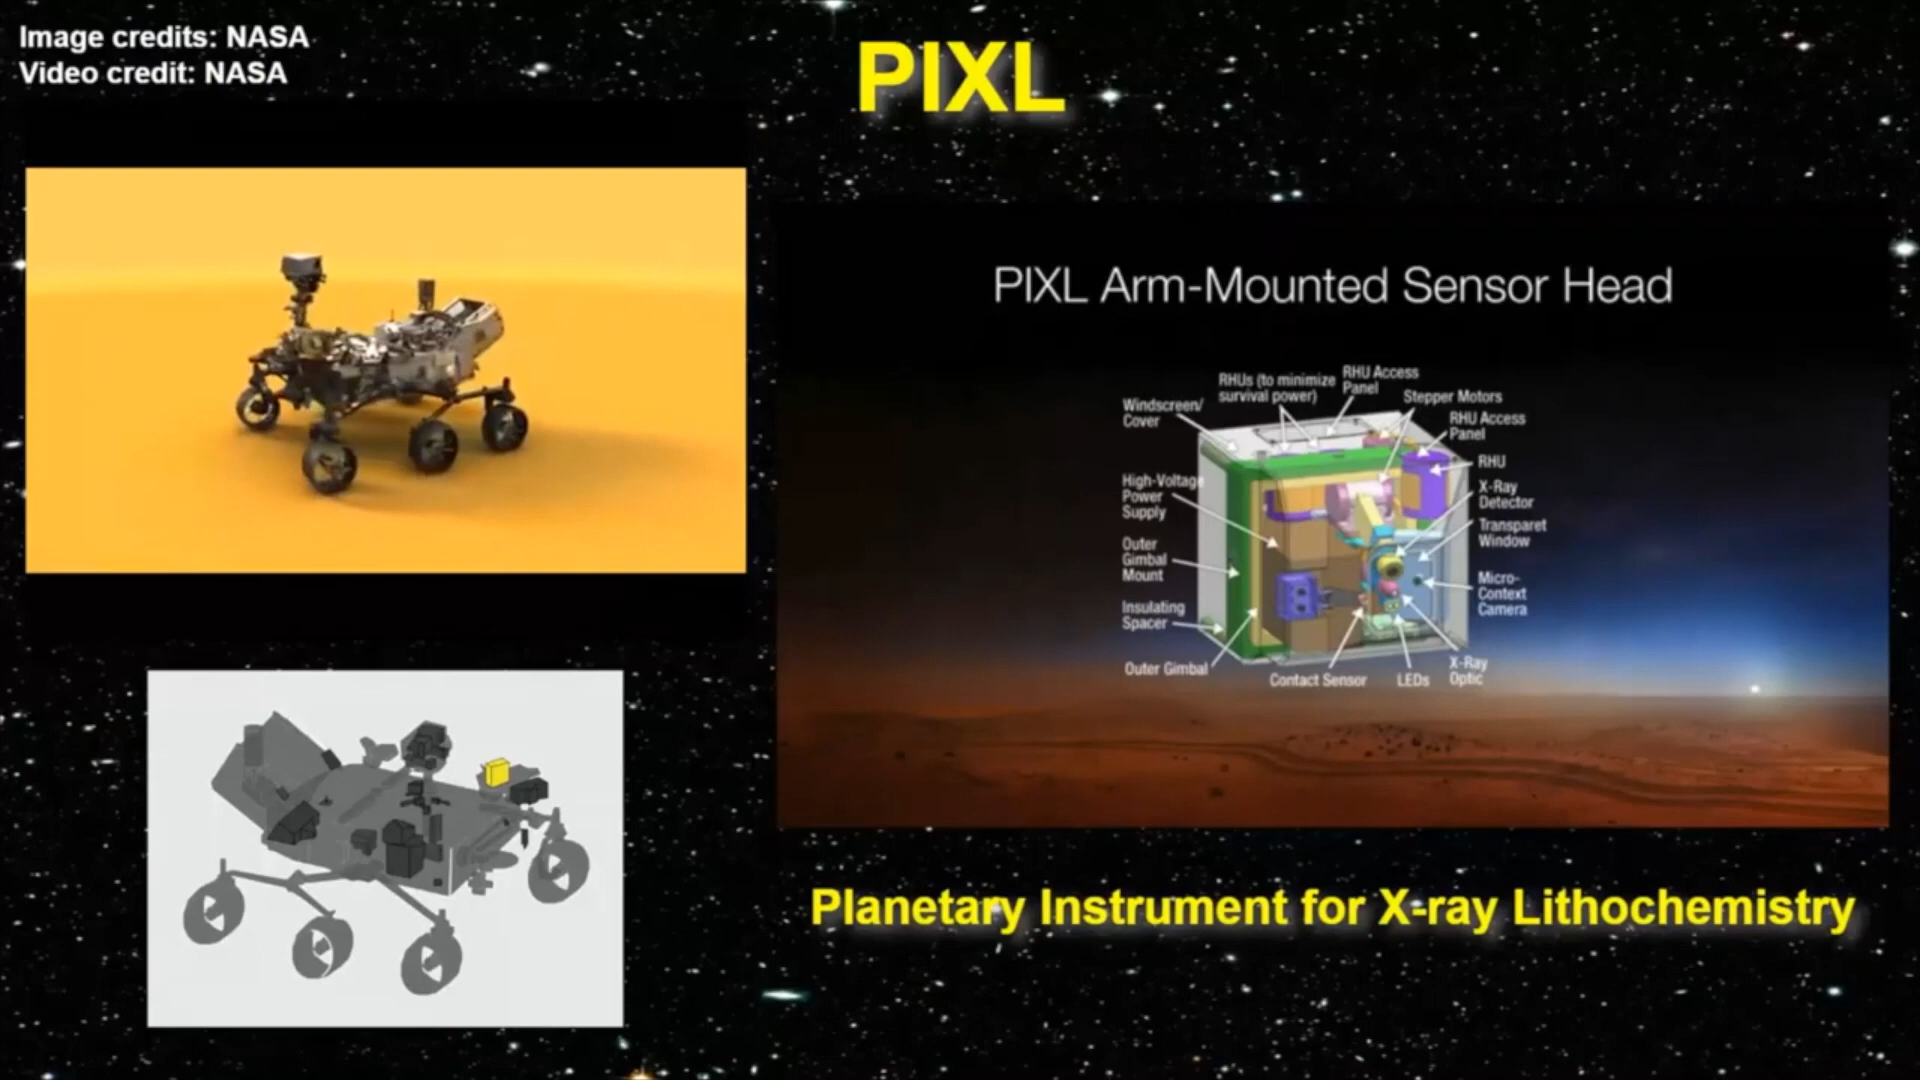 Image credits: NASA
Video credit: NASA
PIXL
PIXL Arm-Mounted Sensor Head
RHUs (to minimize
survival power)
RHU Access
Panel
Stepper Motors
Windscreen/
Cover
RHU Access
Panel
RHU
High-Voltage
Power
Supply
X-Ray
Detector
Transparet
Window
Outer
Gimbal
Mount
Micro-
Context
Camera
Insulating
Spacer
Outer Gimbal
Contact Sensor
LEDs
X-Ray
Optic
Planetary Instrument for X-ray Lithochemistry